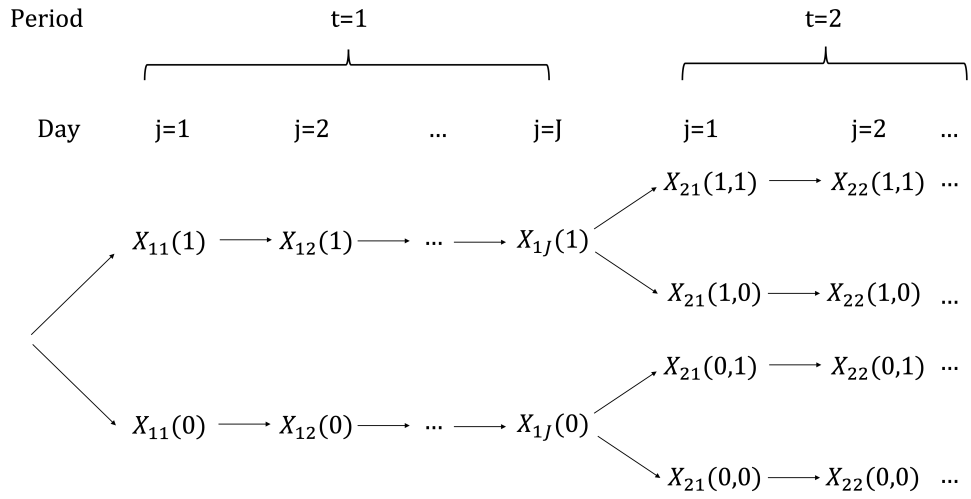 Period t=1 t=2
Day j=1 j=2 ... j=J j=1 j=2 ...
X₂₁(1,1) X₂₂(1,1) ...
X₁₁(1) X₁₂(1) ... X₁J(1)
X₂₁(1,0) X₂₂(1,0) ...
X₂₁(0,1) X₂₂(0,1) ...
X₁₁(0) X₁₂(0) ... X₁J(0)
X₂₁(0,0) X₂₂(0,0) ...